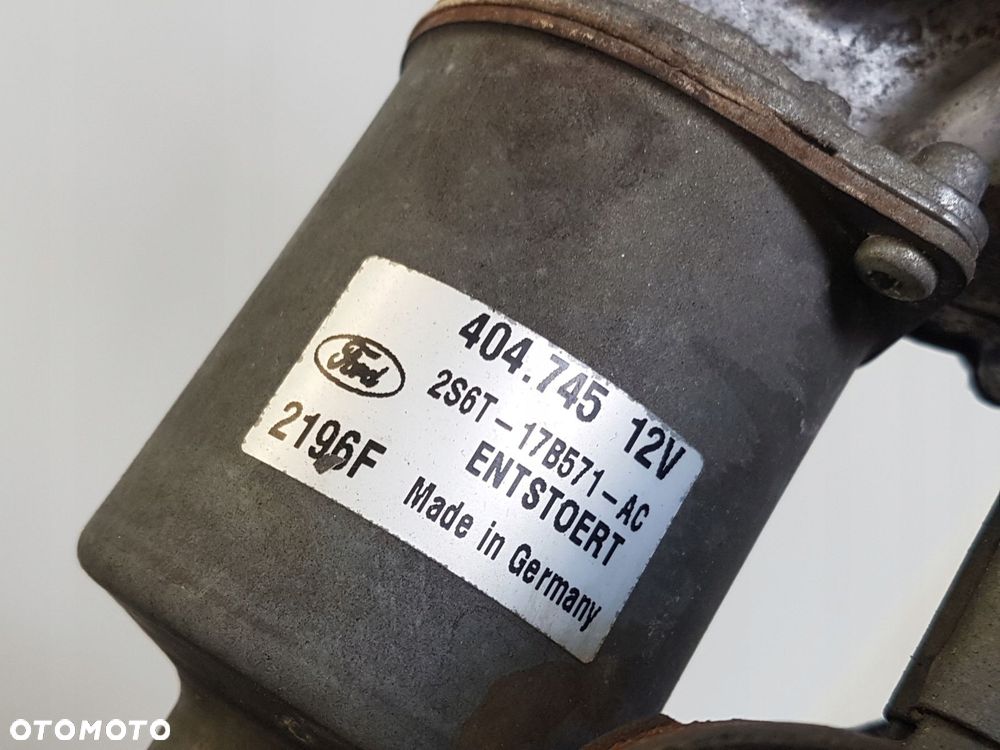 404.745 12V
Ford
2S6T-17B571-AC
2196F
ENTSTOERT
Made in Germany
OTOMOTO